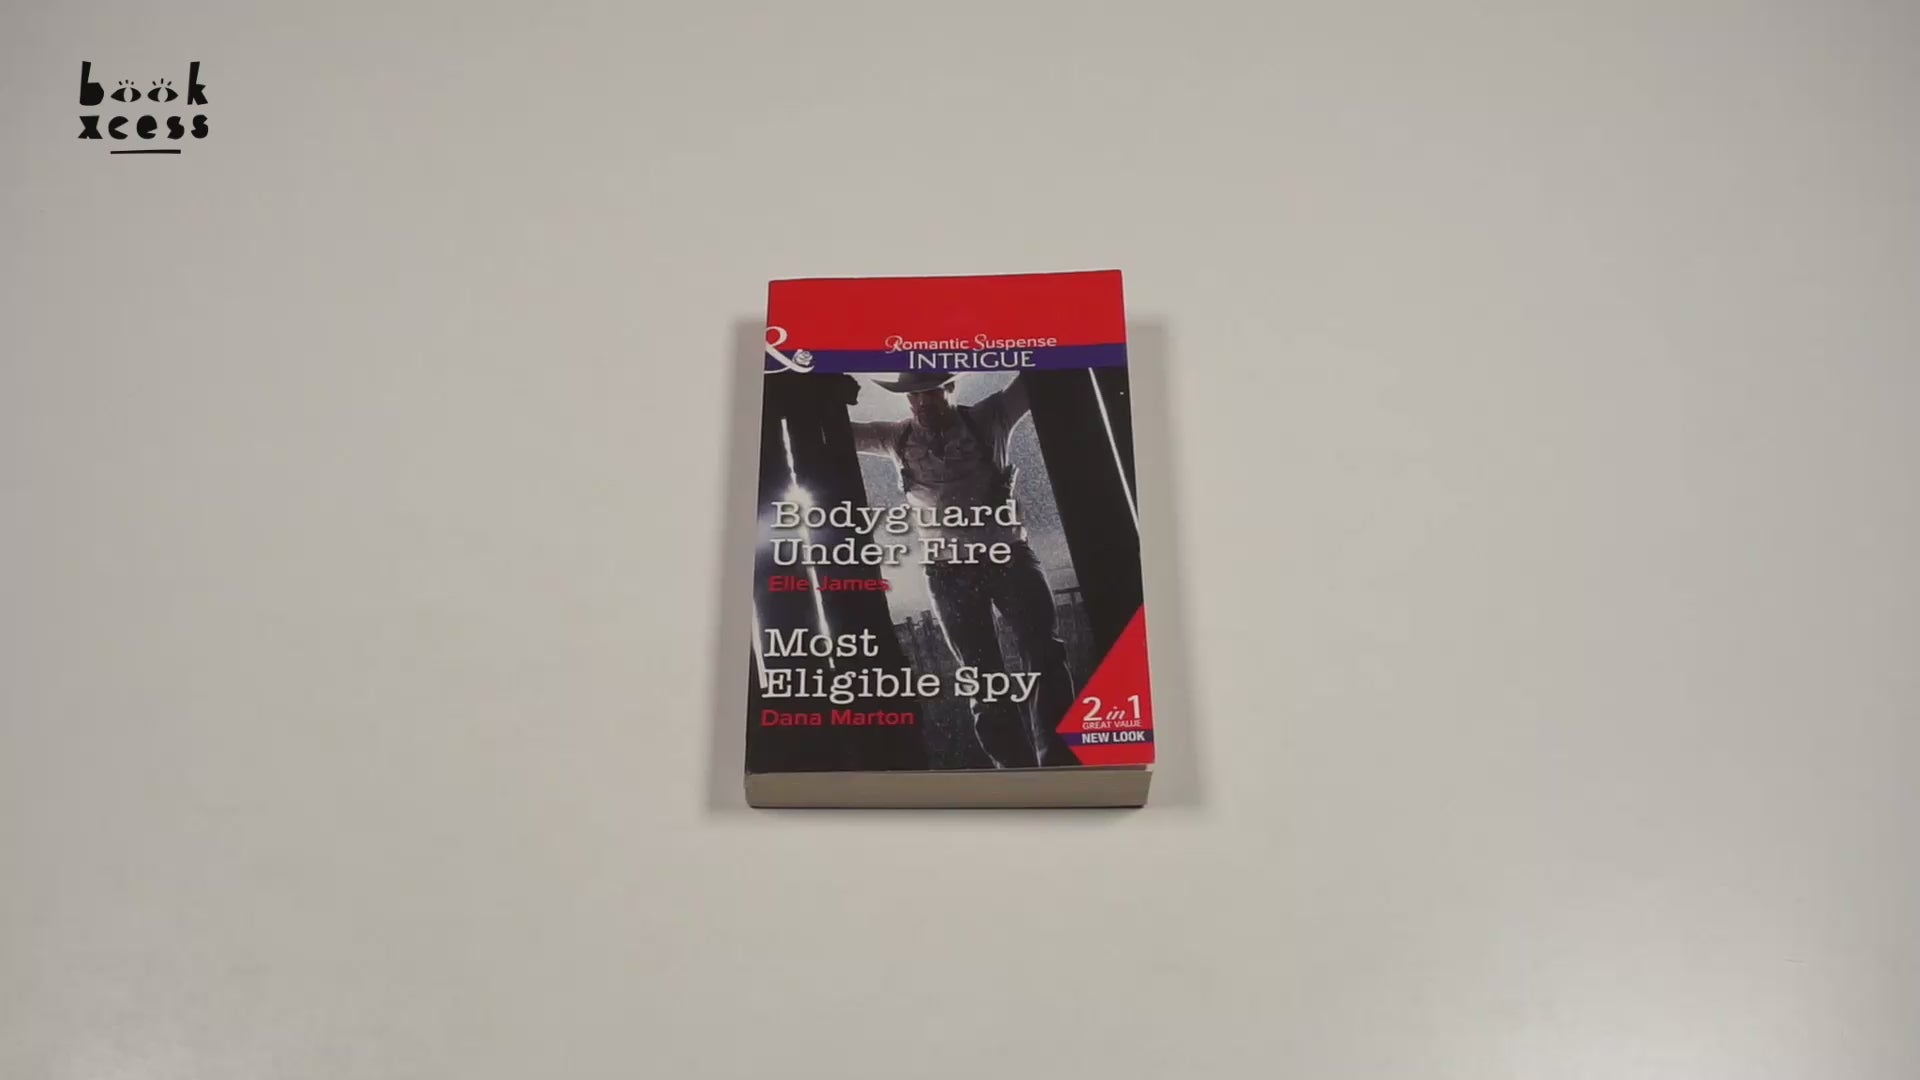 book
xcess
Romantic Suspense
INTRIGUE
Bodyguard
Under Fire
Elle James
Most
Eligible Spy
Dana Marton
2 in 1
GREAT VALUE
NEW LOOK